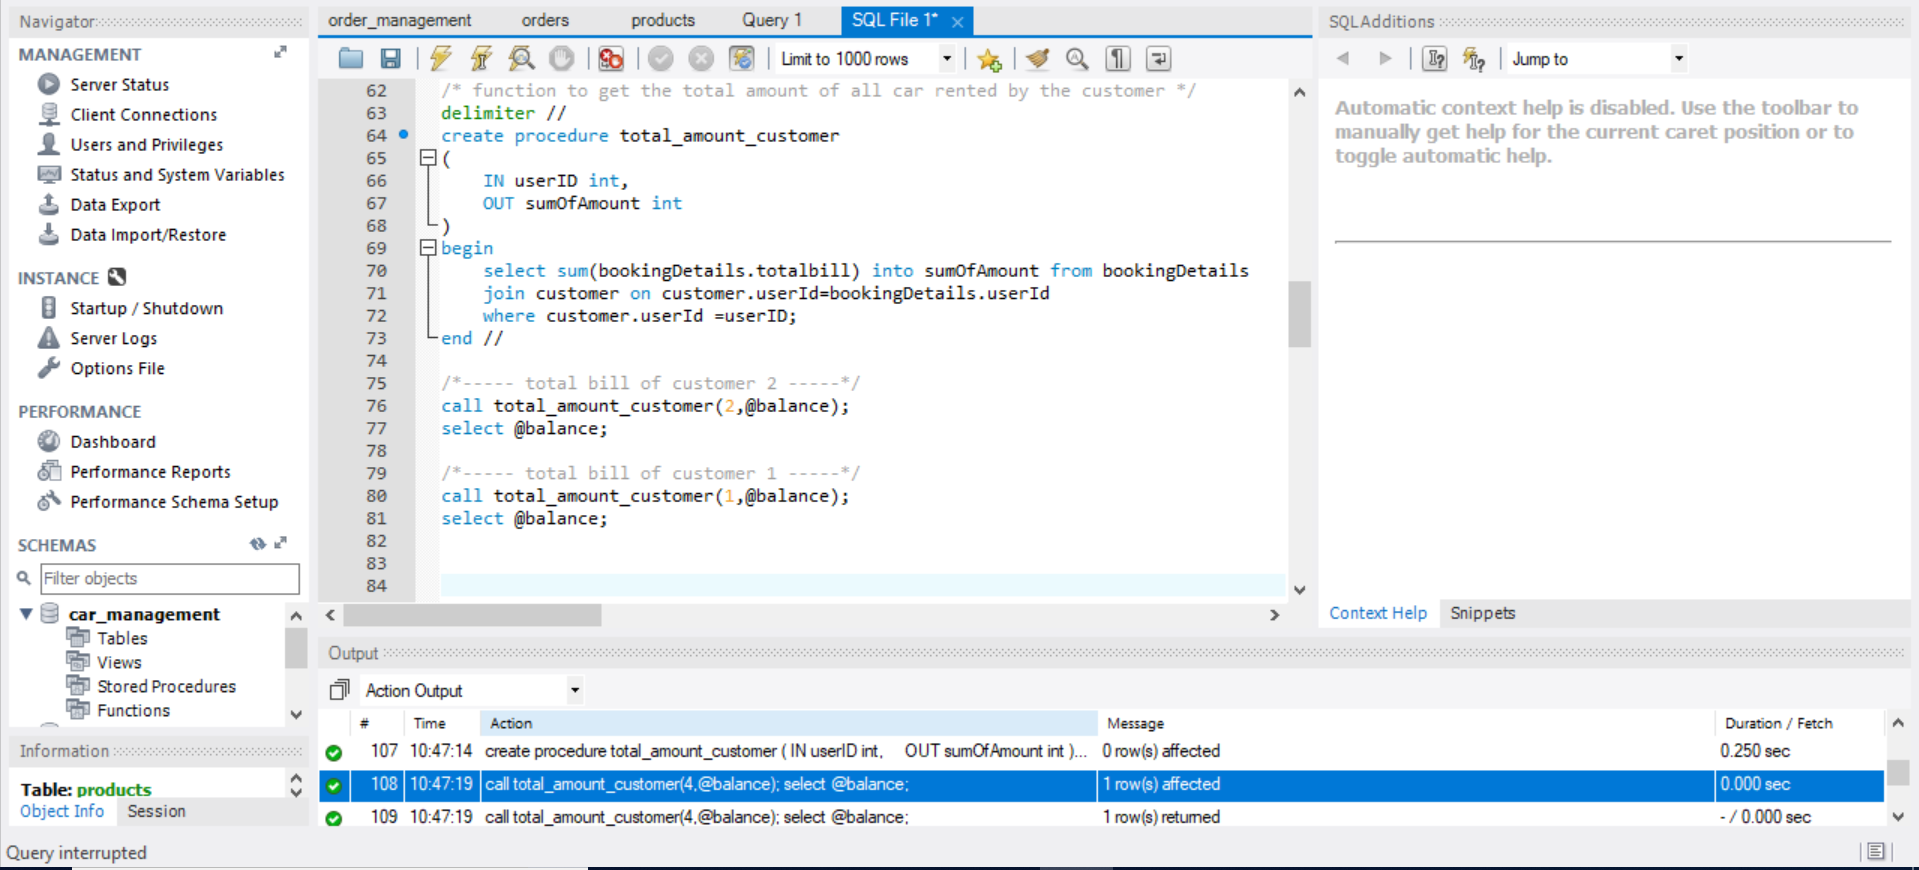 Navigator
MANAGEMENT
Server Status
Client Connections
Users and Privileges
Status and System Variables
Data Export
Data Import/Restore
INSTANCE
Startup / Shutdown
Server Logs
Options File
PERFORMANCE
Dashboard
Performance Reports
Performance Schema Setup
SCHEMAS
Filter objects
car_management
Tables
Views
Stored Procedures
Functions
Information
Table: products
Object Info Session
Query interrupted
order_management orders products Query 1 SQL File 1*
Limit to 1000 rows
62 /* function to get the total amount of all car rented by the customer */
63 delimiter //
64 create procedure total_amount_customer
65 (
66 IN userID int,
67 OUT sumOfAmount int
68 )
69 begin
70 select sum(bookingDetails.totalbill) into sumOfAmount from bookingDetails
71 join customer on customer.userId=bookingDetails.userId
72 where customer.userId =userID;
73 end //
74
75 /*----- total bill of customer 2 -----*/
76 call total_amount_customer(2,@balance);
77 select @balance;
78
79 /*----- total bill of customer 1 -----*/
80 call total_amount_customer(1,@balance);
81 select @balance;
82
83
84
SQLAdditions
Jump to
Automatic context help is disabled. Use the toolbar to
manually get help for the current caret position or to
toggle automatic help.
Context Help Snippets
Output
Action Output
# Time Action Message Duration / Fetch
107 10:47:14 create procedure total_amount_customer ( IN userID int, OUT sumOfAmount int )... 0 row(s) affected 0.250 sec
108 10:47:19 call total_amount_customer(4,@balance); select @balance; 1 row(s) affected 0.000 sec
109 10:47:19 call total_amount_customer(4,@balance); select @balance; 1 row(s) returned - / 0.000 sec